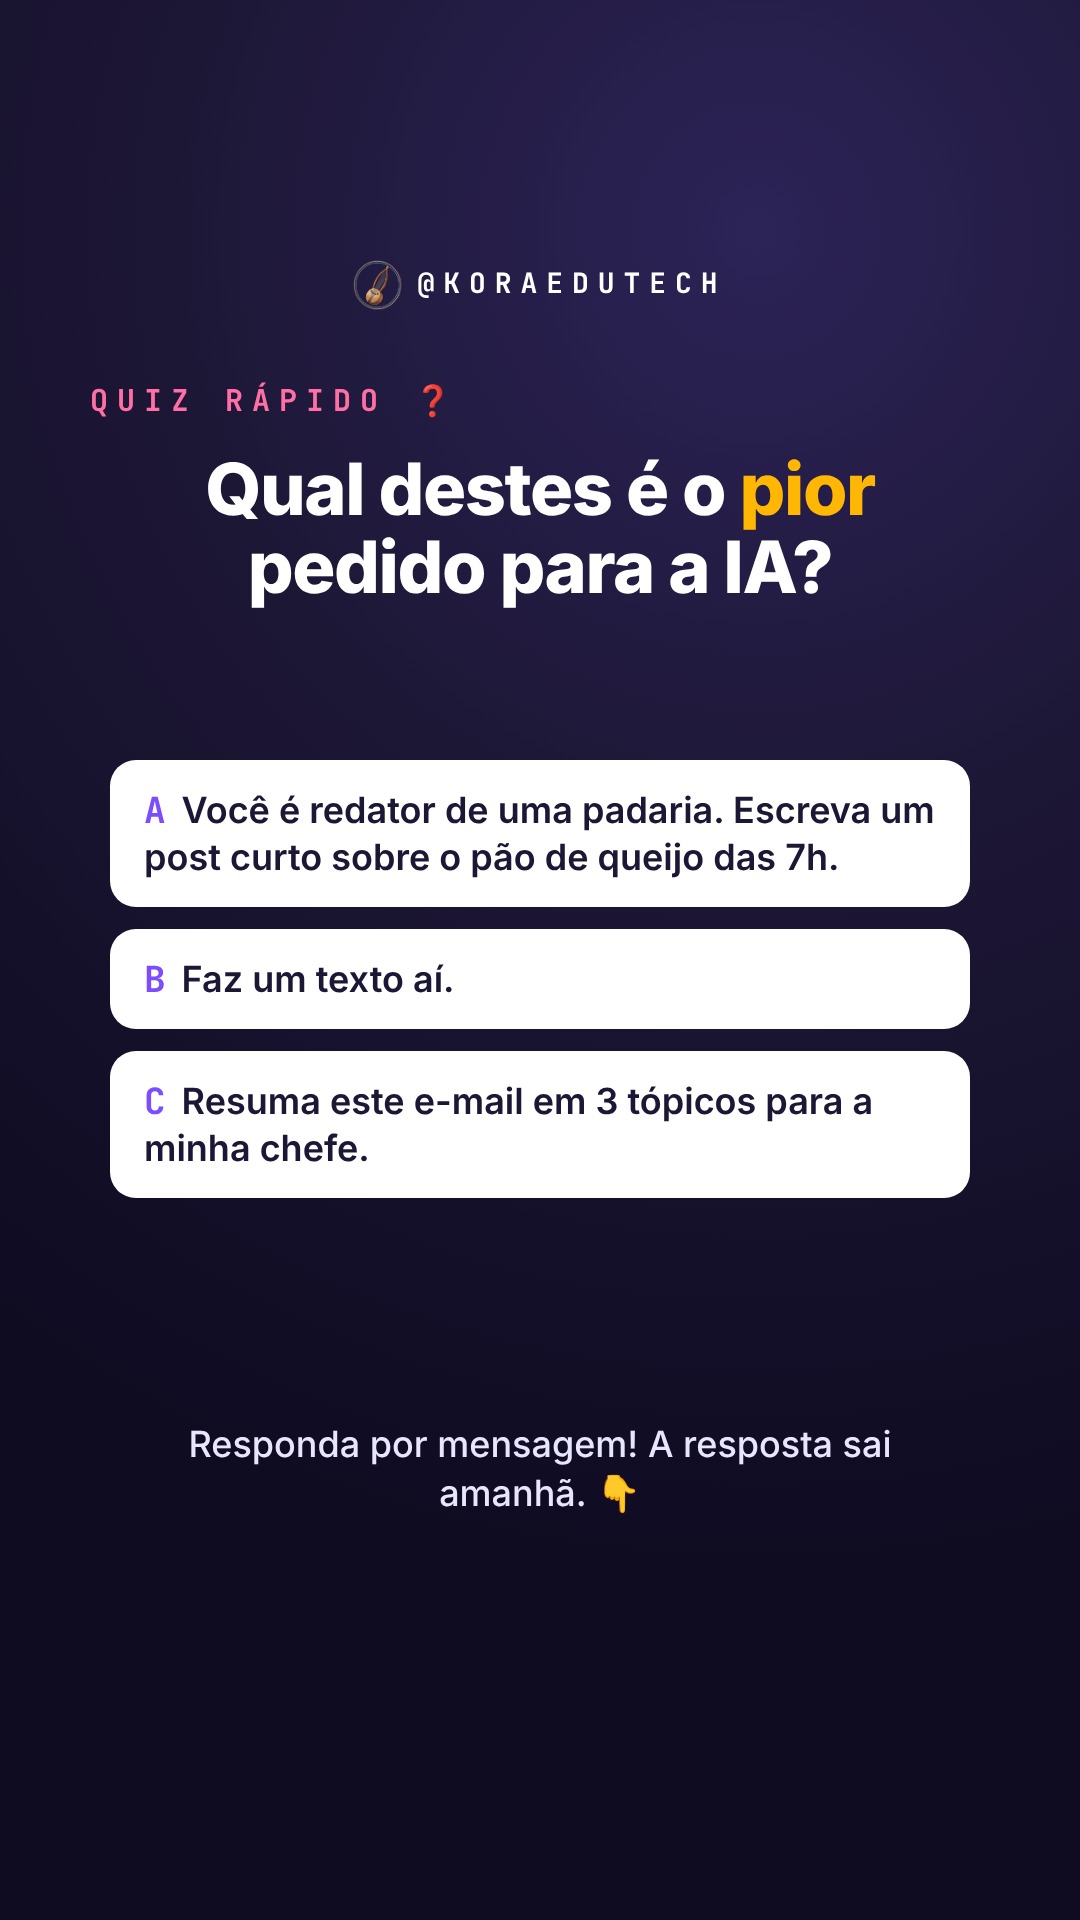 @KORAEDUTECH
QUIZ RÁPIDO ❓
Qual destes é o pior
pedido para a IA?
A Você é redator de uma padaria. Escreva um
post curto sobre o pão de queijo das 7h.
B Faz um texto aí.
C Resuma este e-mail em 3 tópicos para a
minha chefe.
Responda por mensagem! A resposta sai
amanhã. 👇